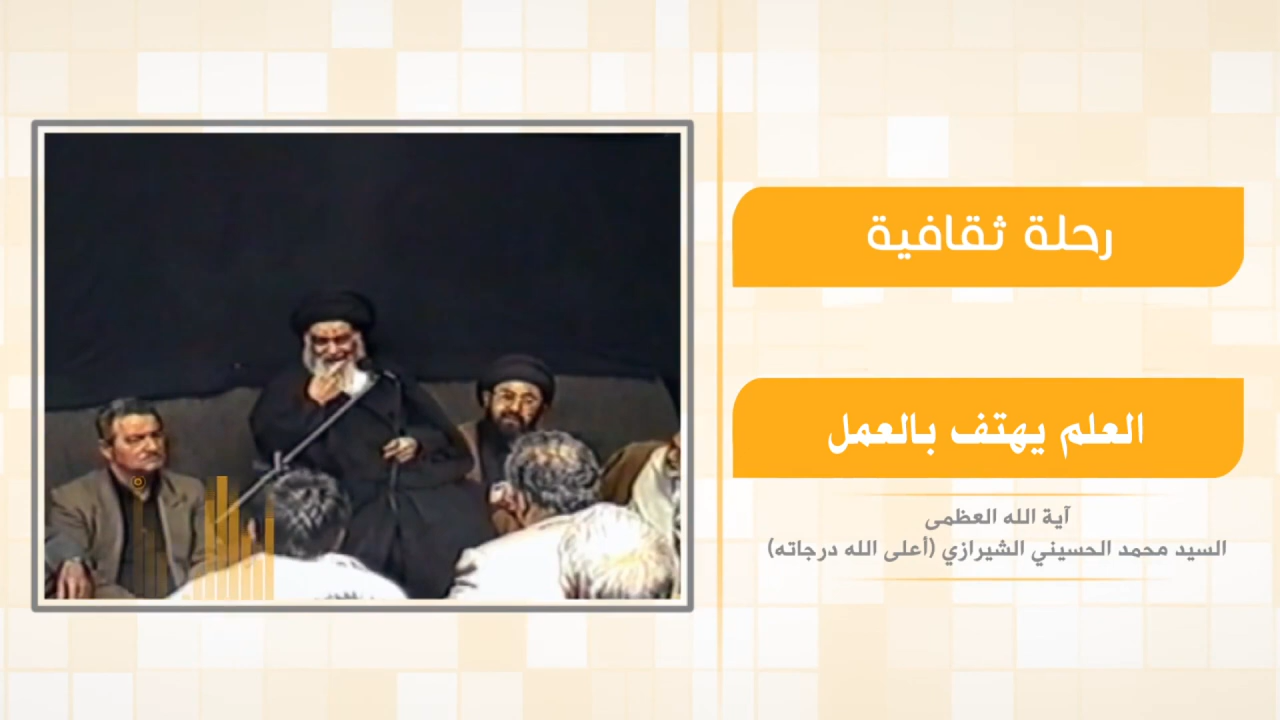 رحلة ثقافية
العلم يهتف بالعمل
آية الله العظمى
السيد محمد الحسيني الشيرازي (أعلى الله درجاته)